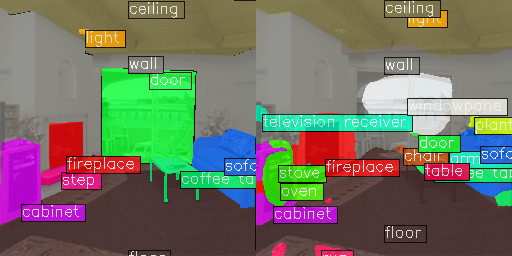 ceiling
light
wall
door
fireplace
step
sofa
coffee ta
cabinet
ceiling
light
wall
windowpane
television receiver
plant
door
chair
sofa
arm
stove
fireplace
table
oven
cabinet
floor